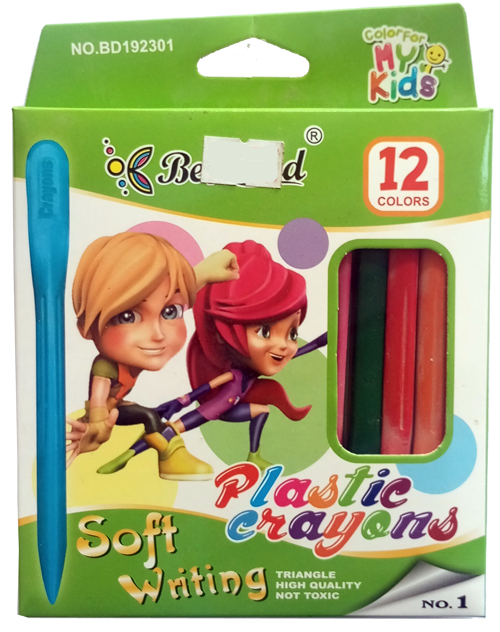 NO.BD192301
Color For
MY
Kids
®
12
COLORS
Crayons
Plastic
crayons
Soft
Writing
TRIANGLE
HIGH QUALITY
NOT TOXIC
NO. 1